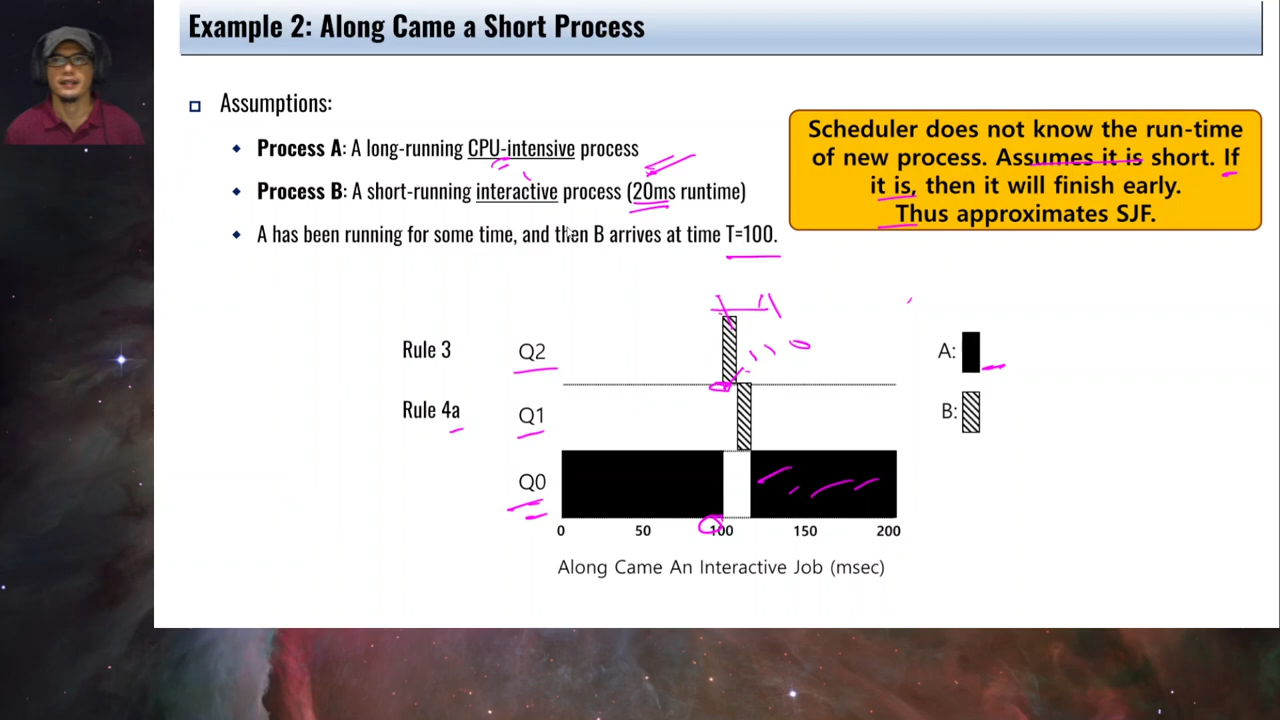 Example 2: Along Came a Short Process
Assumptions:
Process A: A long-running CPU-intensive process
Process B: A short-running interactive process (20ms runtime)
A has been running for some time, and then B arrives at time T=100.
Scheduler does not know the run-time
of new process. Assumes it is short. If
it is, then it will finish early.
Thus approximates SJF.
Rule 3
Q2
A:
Rule 4a
Q1
B:
Q0
0 50 100 150 200
Along Came An Interactive Job (msec)